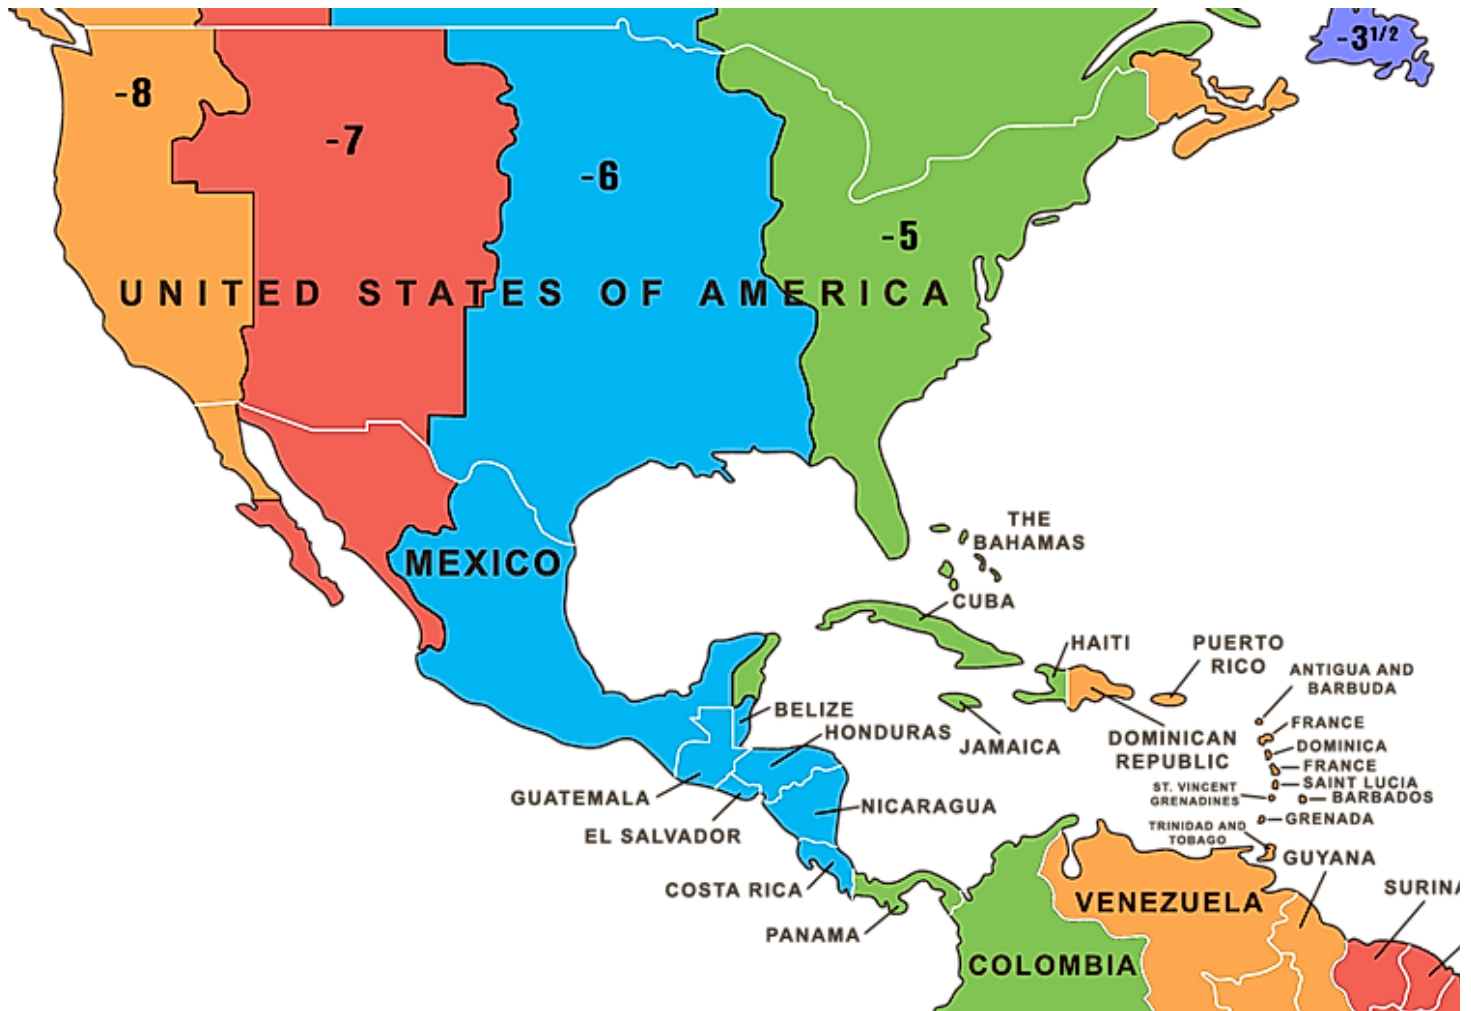 -3 1/2
-8
-7
-6
-5
UNITED STATES OF AMERICA
THE
BAHAMAS
MEXICO
CUBA
HAITI
PUERTO
RICO
ANTIGUA AND
BARBUDA
BELIZE
FRANCE
HONDURAS
JAMAICA
DOMINICAN
REPUBLIC
DOMINICA
FRANCE
SAINT LUCIA
ST. VINCENT
GRENADINES
BARBADOS
GUATEMALA
NICARAGUA
GRENADA
EL SALVADOR
TRINIDAD AND
TOBAGO
GUYANA
COSTA RICA
SURINA
VENEZUELA
PANAMA
COLOMBIA